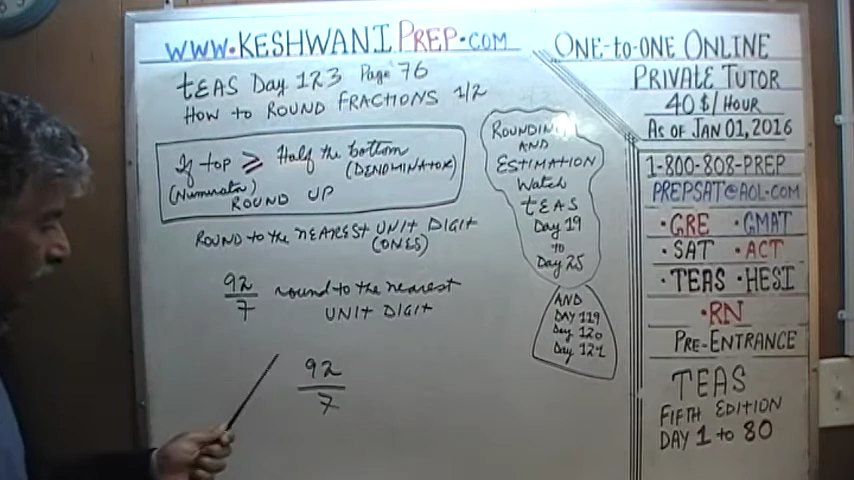 WWW.KESHWANIPREP.COM
TEAS Day 123 Page 76
HOW TO ROUND FRACTIONS 1/2
If top ≥ Half the bottom
(Numerator) (DENOMINATOR)
ROUND UP
ROUND TO THE NEAREST UNIT DIGIT
(ONES)
92/7 round to the nearest
UNIT DIGIT
92
7
ROUNDING
AND
ESTIMATION
Watch
TEAS
Day 19
to
Day 25
AND
DAY 119
Day 120
Day 121
ONE-TO-ONE ONLINE
PRIVATE TUTOR
40 $/HOUR
AS OF JAN 01, 2016
1-800-808-PREP
PREPSAT@AOL.COM
•GRE •GMAT
•SAT •ACT
•TEAS •HESI
•RN
PRE-ENTRANCE
TEAS
FIFTH EDITION
DAY 1 TO 80